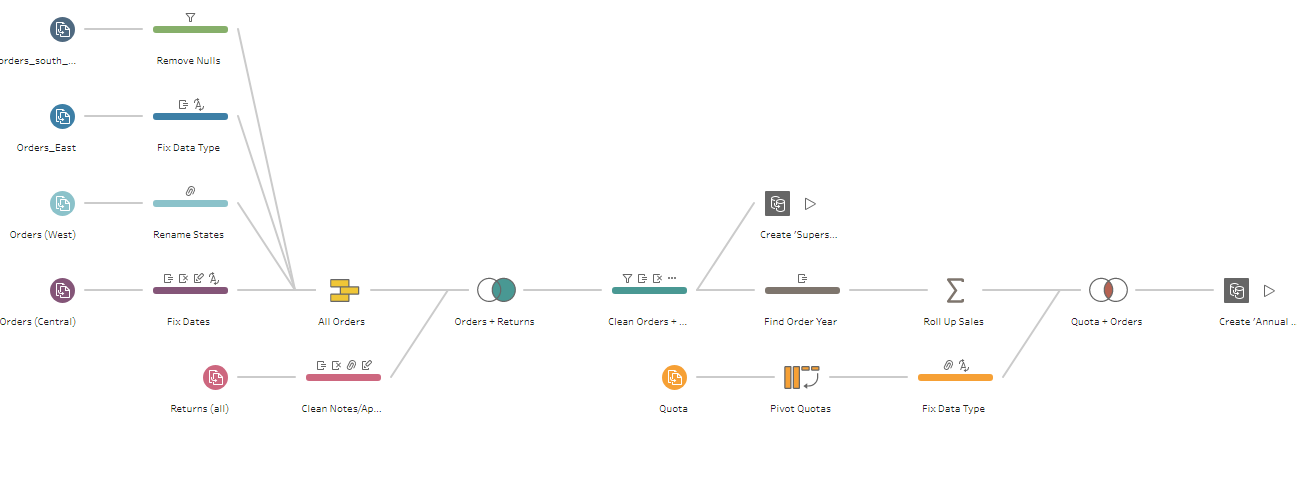 orders_south_...
Remove Nulls
Orders_East
Fix Data Type
Orders (West)
Rename States
Create 'Supers...
Orders (Central)
Fix Dates
All Orders
Orders + Returns
Clean Orders + ...
Find Order Year
Roll Up Sales
Quota + Orders
Create 'Annual ...
Returns (all)
Clean Notes/Ap...
Quota
Pivot Quotas
Fix Data Type